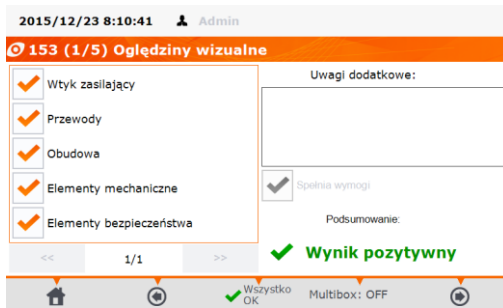 2015/12/23 8:10:41 Admin
153 (1/5) Oględziny wizualne
Wtyk zasilający
Przewody
Obudowa
Elementy mechaniczne
Elementy bezpieczeństwa
<< 1/1 >>
Uwagi dodatkowe:
Spełnia wymogi
Podsumowanie:
Wynik pozytywny
Wszystko
OK
Multibox: OFF